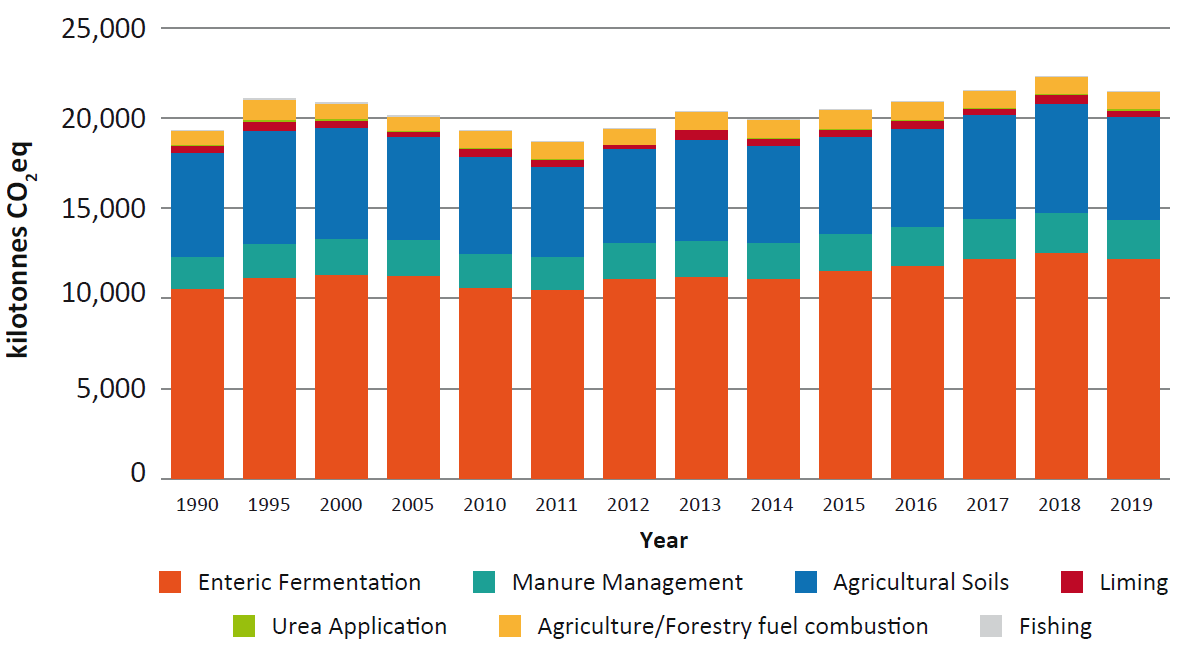 25,000
20,000
15,000
10,000
5,000
0
kilotonnes CO2eq
1990 1995 2000 2005 2010 2011 2012 2013 2014 2015 2016 2017 2018 2019
Year
Enteric Fermentation Manure Management Agricultural Soils Liming
Urea Application Agriculture/Forestry fuel combustion Fishing